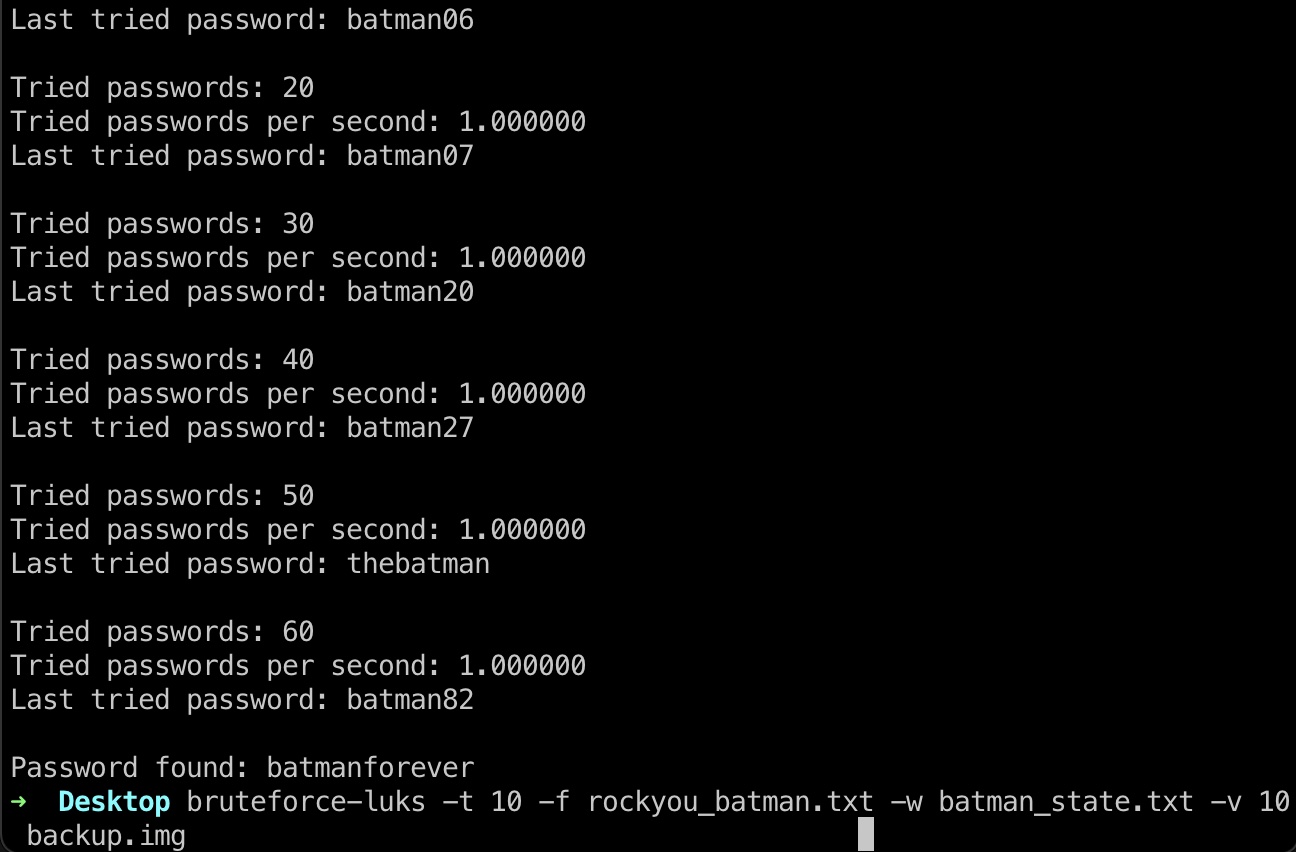 Last tried password: batman06
Tried passwords: 20
Tried passwords per second: 1.000000
Last tried password: batman07
Tried passwords: 30
Tried passwords per second: 1.000000
Last tried password: batman20
Tried passwords: 40
Tried passwords per second: 1.000000
Last tried password: batman27
Tried passwords: 50
Tried passwords per second: 1.000000
Last tried password: thebatman
Tried passwords: 60
Tried passwords per second: 1.000000
Last tried password: batman82
Password found: batmanforever
→ Desktop bruteforce-luks -t 10 -f rockyou_batman.txt -w batman_state.txt -v 10
backup.img